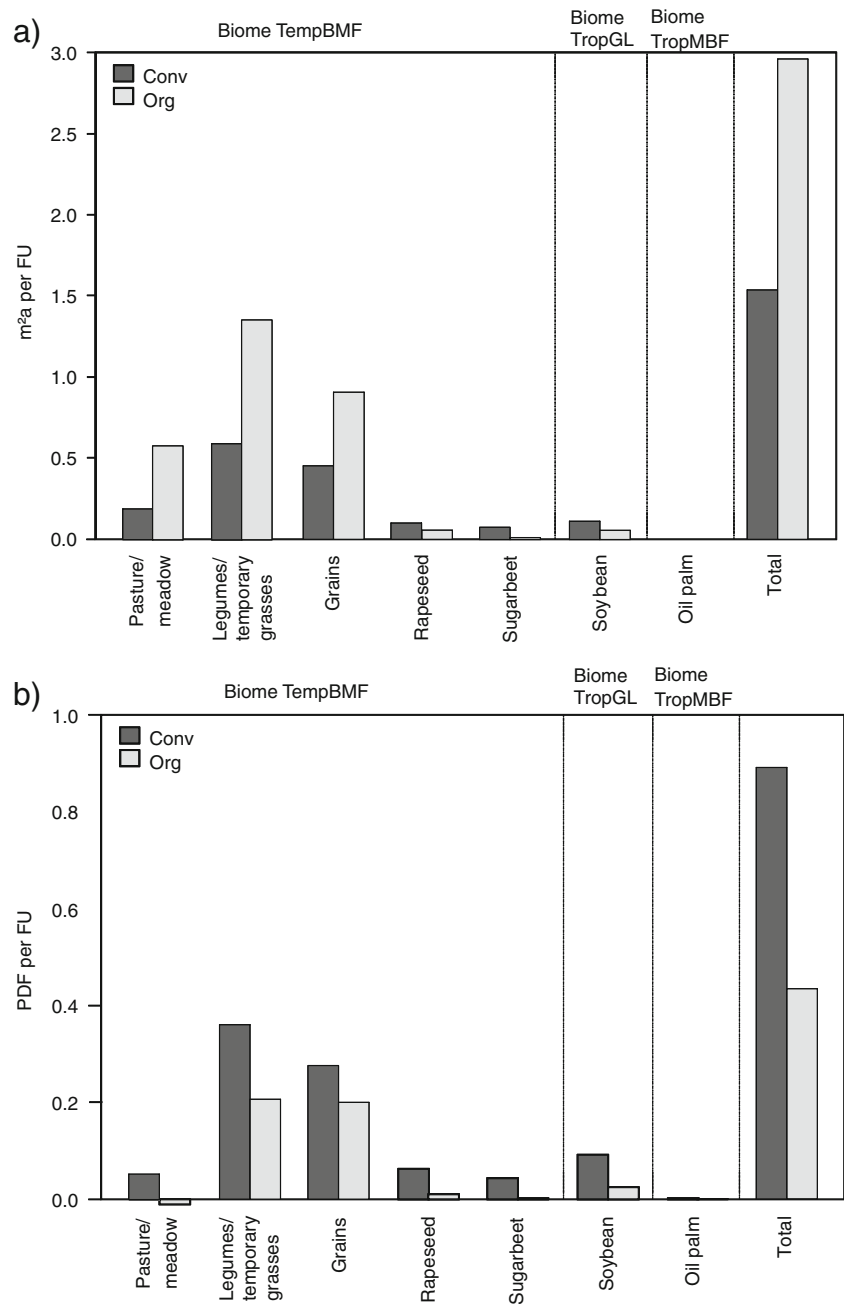 a)
Biome TempBMF
Biome
TropGL
Biome
TropMBF
3.0
2.5
2.0
1.5
1.0
0.5
0.0
m²a per FU
Conv
Org
Pasture/
meadow
Legumes/
temporary
grasses
Grains
Rapeseed
Sugarbeet
Soybean
Oil palm
Total
b)
Biome TempBMF
Biome
TropGL
Biome
TropMBF
1.0
0.8
0.6
0.4
0.2
0.0
PDF per FU
Conv
Org
Pasture/
meadow
Legumes/
temporary
grasses
Grains
Rapeseed
Sugarbeet
Soybean
Oil palm
Total